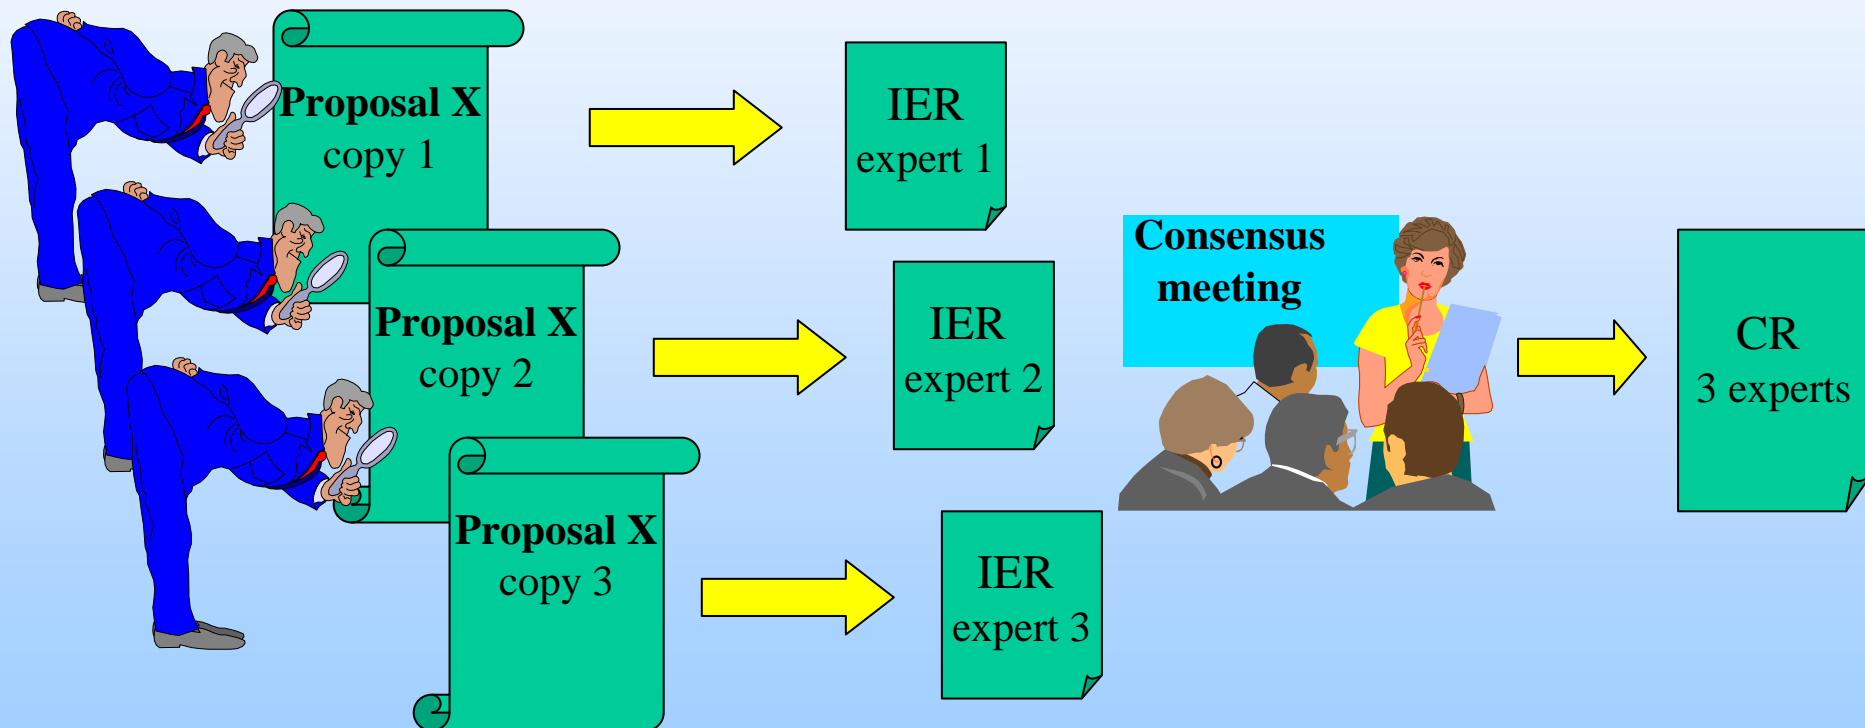 Proposal X
copy 1
IER
expert 1
Proposal X
copy 2
IER
expert 2
Proposal X
copy 3
IER
expert 3
Consensus
meeting
CR
3 experts